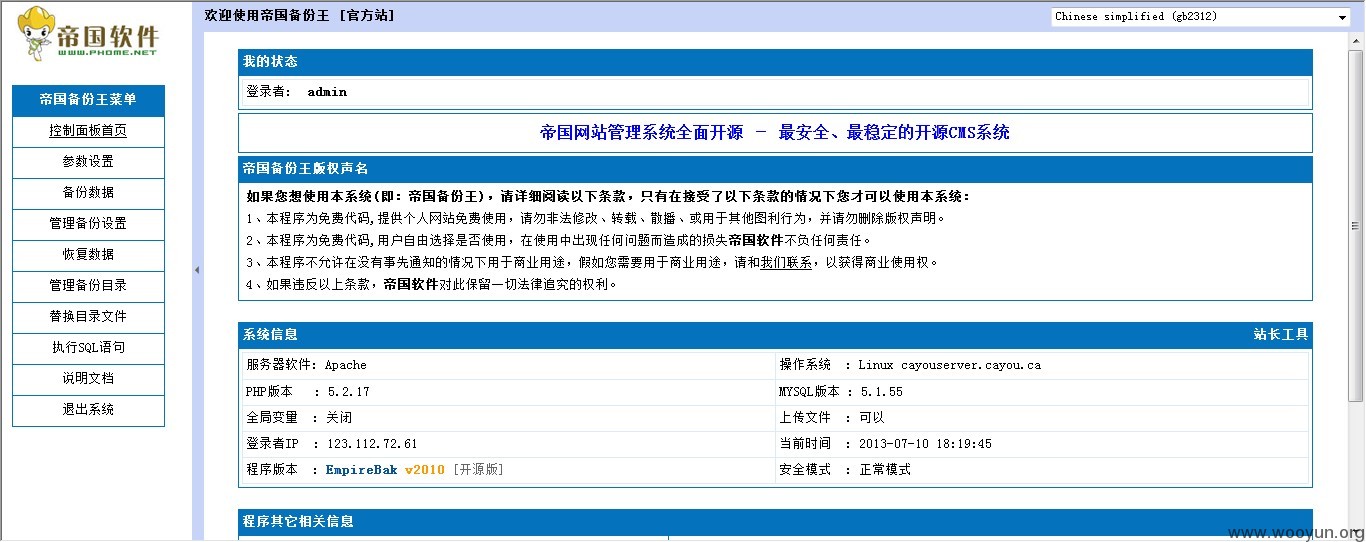 帝国软件
WWW.PHOME.NET
欢迎使用帝国备份王 [官方站]
Chinese simplified (gb2312)
帝国备份王菜单
控制面板首页
参数设置
备份数据
管理备份设置
恢复数据
管理备份目录
替换目录文件
执行SQL语句
说明文档
退出系统
我的状态
登录者: admin
帝国网站管理系统全面开源 － 最安全、最稳定的开源CMS系统
帝国备份王版权声名
如果您想使用本系统(即：帝国备份王)，请详细阅读以下条款，只有在接受了以下条款的情况下您才可以使用本系统：
1、本程序为免费代码,提供个人网站免费使用，请勿非法修改、转载、散播、或用于其他图利行为，并请勿删除版权声明。
2、本程序为免费代码,用户自由选择是否使用，在使用中出现任何问题而造成的损失帝国软件不负任何责任。
3、本程序不允许在没有事先通知的情况下用于商业用途，假如您需要用于商业用途，请和我们联系，以获得商业使用权。
4、如果违反以上条款，帝国软件对此保留一切法律追究的权利。
系统信息 站长工具
服务器软件: Apache 操作系统 : Linux cayouserver.cayou.ca
PHP版本 : 5.2.17 MYSQL版本 : 5.1.55
全局变量 : 关闭 上传文件 : 可以
登录者IP : 123.112.72.61 当前时间 : 2013-07-10 18:19:45
程序版本 : EmpireBak v2010 [开源版] 安全模式 : 正常模式
程序其它相关信息
www.wooyun.org